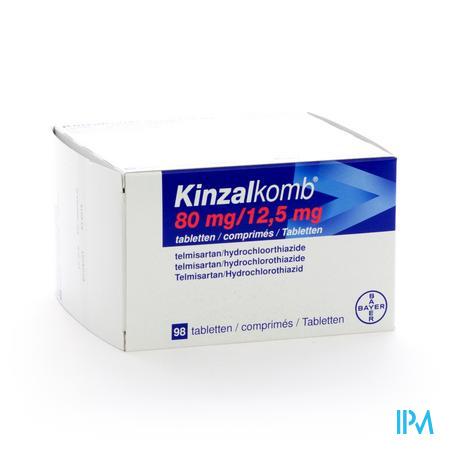 Kinzalkomb®
80 mg/12,5 mg
tabletten / comprimés / Tabletten
telmisartan/hydrochloorthiazide
telmisartan/hydrochlorothiazide
Telmisartan/Hydrochlorothiazid
98 tabletten / comprimés / Tabletten
BAYER
BAYER
IPM